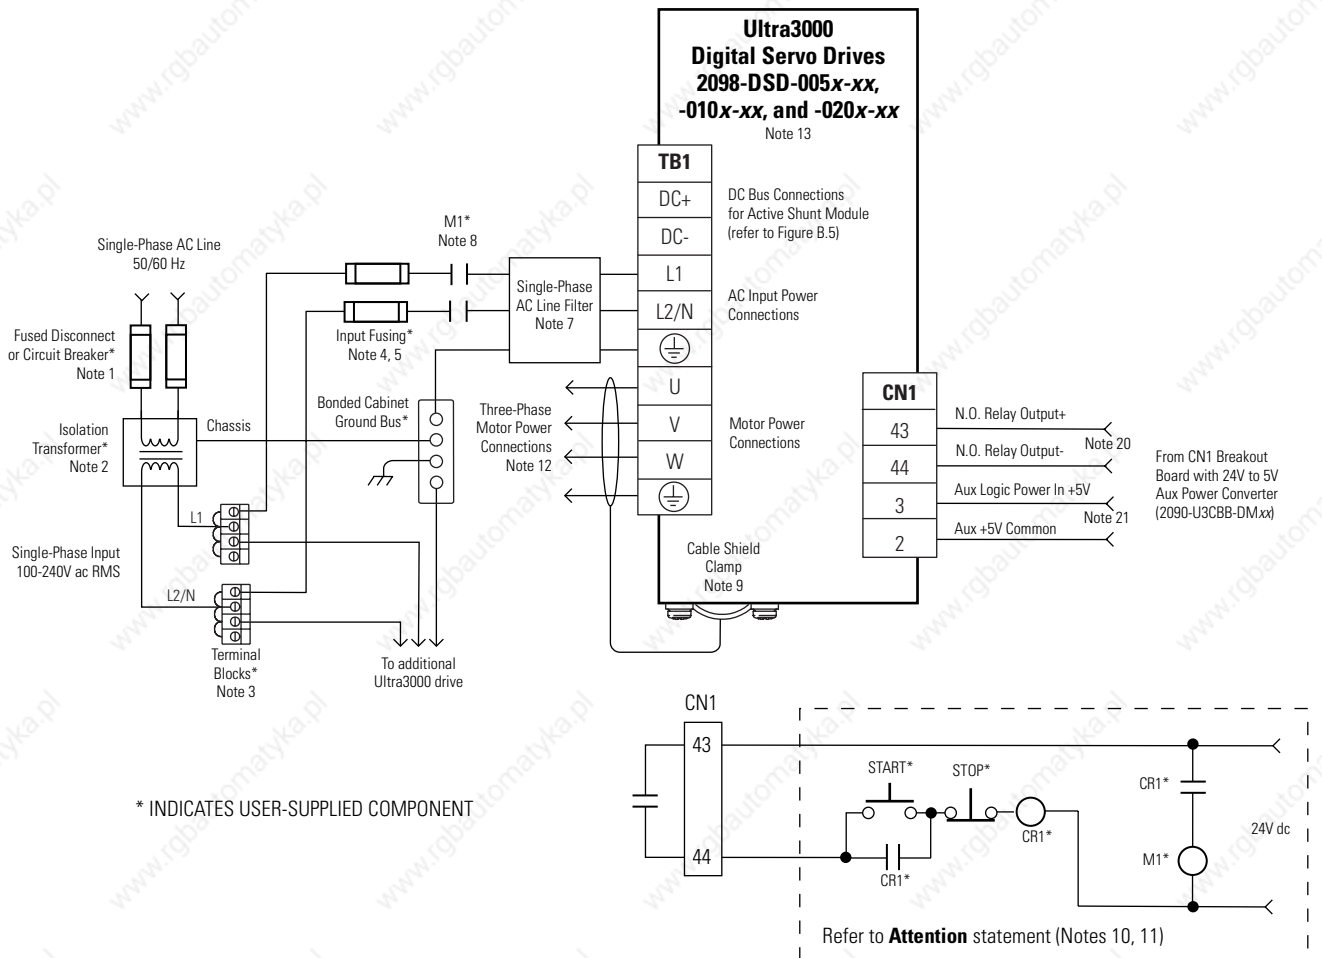 Ultra3000
Digital Servo Drives
2098-DSD-005x-xx,
-010x-xx, and -020x-xx
Note 13
TB1
DC+
DC-
L1
L2/N
U
V
W
DC Bus Connections
for Active Shunt Module
(refer to Figure B.5)
AC Input Power
Connections
Motor Power
Connections
M1*
Note 8
Single-Phase AC Line
50/60 Hz
Single-Phase
AC Line Filter
Note 7
Fused Disconnect
or Circuit Breaker*
Note 1
Input Fusing*
Note 4, 5
Bonded Cabinet
Ground Bus*
Chassis
Isolation
Transformer*
Note 2
Three-Phase
Motor Power
Connections
Note 12
CN1
43
44
3
2
N.O. Relay Output+
Note 20
N.O. Relay Output-
Aux Logic Power In +5V
Note 21
Aux +5V Common
From CN1 Breakout
Board with 24V to 5V
Aux Power Converter
(2090-U3CBB-DMxx)
L1
Single-Phase Input
100-240V ac RMS
L2/N
Cable Shield
Clamp
Note 9
Terminal
Blocks*
Note 3
To additional
Ultra3000 drive
CN1
43
44
START*
STOP*
CR1*
CR1*
CR1*
M1*
24V dc
* INDICATES USER-SUPPLIED COMPONENT
Refer to Attention statement (Notes 10, 11)
www.rgbautomatyka.pl